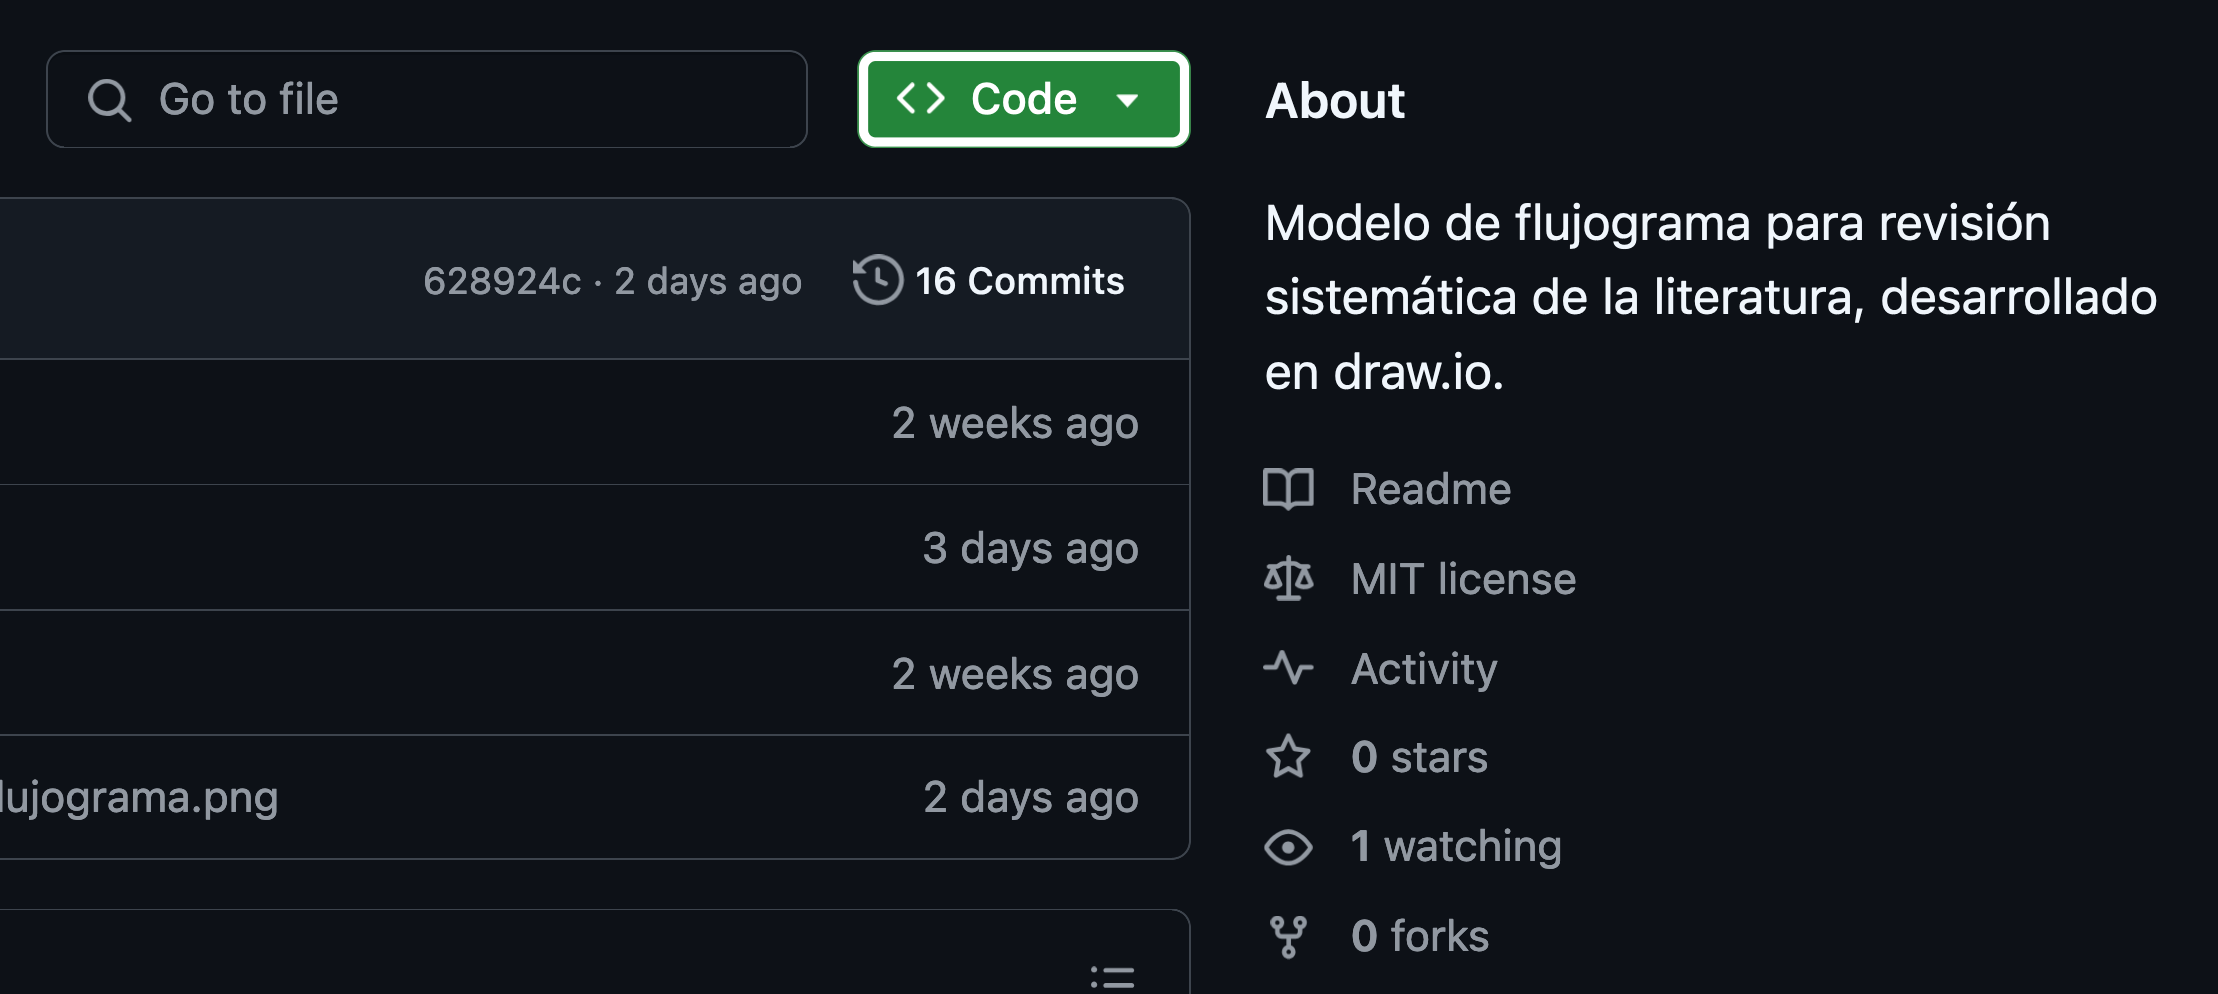 Go to file
Code
628924c · 2 days ago
16 Commits
2 weeks ago
3 days ago
2 weeks ago
lujograma.png
2 days ago
About
Modelo de flujograma para revisión
sistemática de la literatura, desarrollado
en draw.io.
Readme
MIT license
Activity
0 stars
1 watching
0 forks